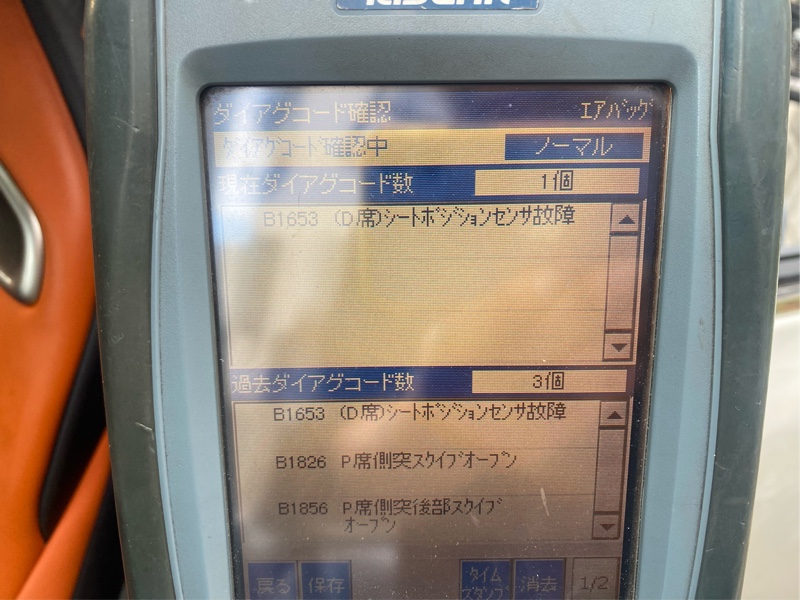 ダイアグコード確認 エアバッグ
ダイアグコード確認中 ノーマル
現在ダイアグコード数 1個
B1653 (D席)シートポジションセンサ故障
過去ダイアグコード数 3個
B1653 (D席)シートポジションセンサ故障
B1826 P席側突スクイブオープン
B1856 P席側突後部スクイブ
オープン
戻る 保存 タイム 消去 1/2
スタンプ